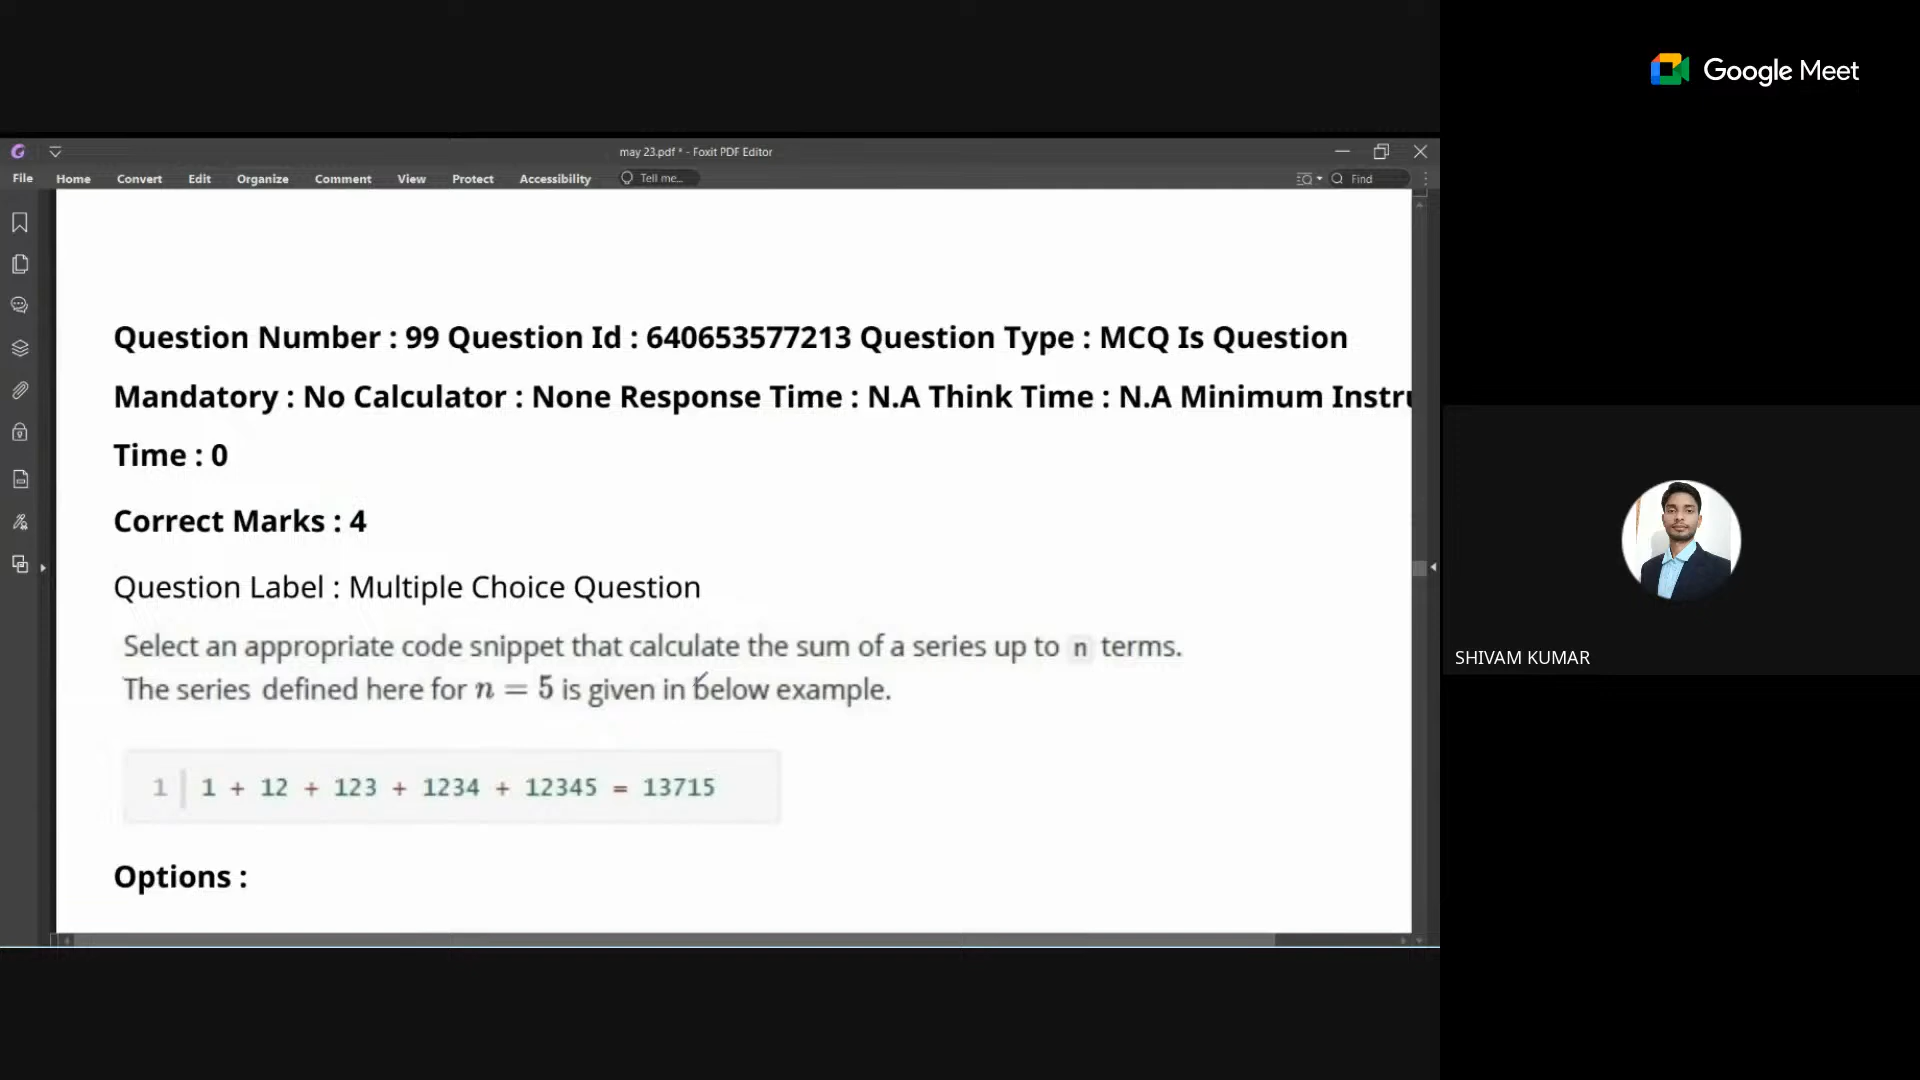 Google Meet
may 23.pdf * - Foxit PDF Editor
File Home Convert Edit Organize Comment View Protect Accessibility Tell me... Find
Question Number : 99 Question Id : 640653577213 Question Type : MCQ Is Question
Mandatory : No Calculator : None Response Time : N.A Think Time : N.A Minimum Instru
Time : 0
Correct Marks : 4
Question Label : Multiple Choice Question
Select an appropriate code snippet that calculate the sum of a series up to n terms.
The series defined here for n = 5 is given in below example.
1 1 + 12 + 123 + 1234 + 12345 = 13715
Options :
SHIVAM KUMAR